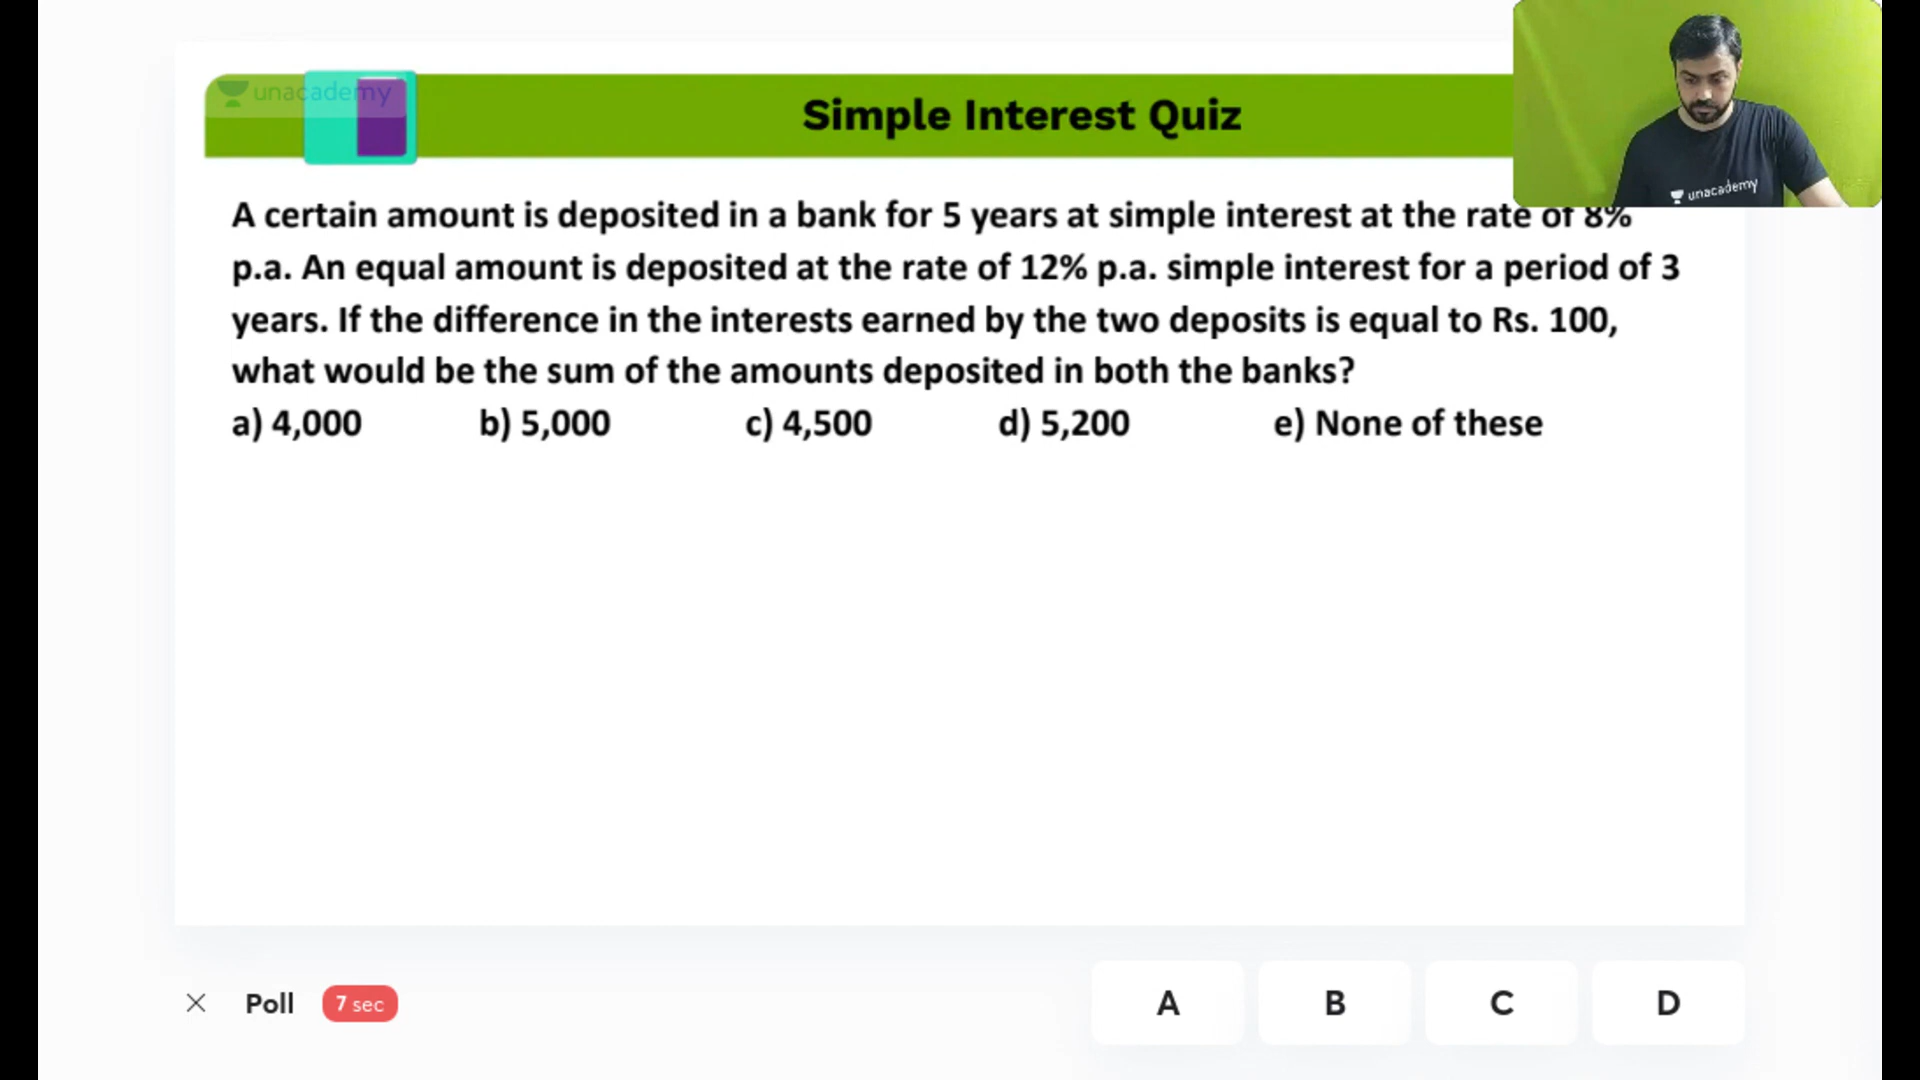 unacademy
Simple Interest Quiz
unacademy
A certain amount is deposited in a bank for 5 years at simple interest at the rate of 8%
p.a. An equal amount is deposited at the rate of 12% p.a. simple interest for a period of 3
years. If the difference in the interests earned by the two deposits is equal to Rs. 100,
what would be the sum of the amounts deposited in both the banks?
a) 4,000 b) 5,000 c) 4,500 d) 5,200 e) None of these
Poll 7 sec A B C D